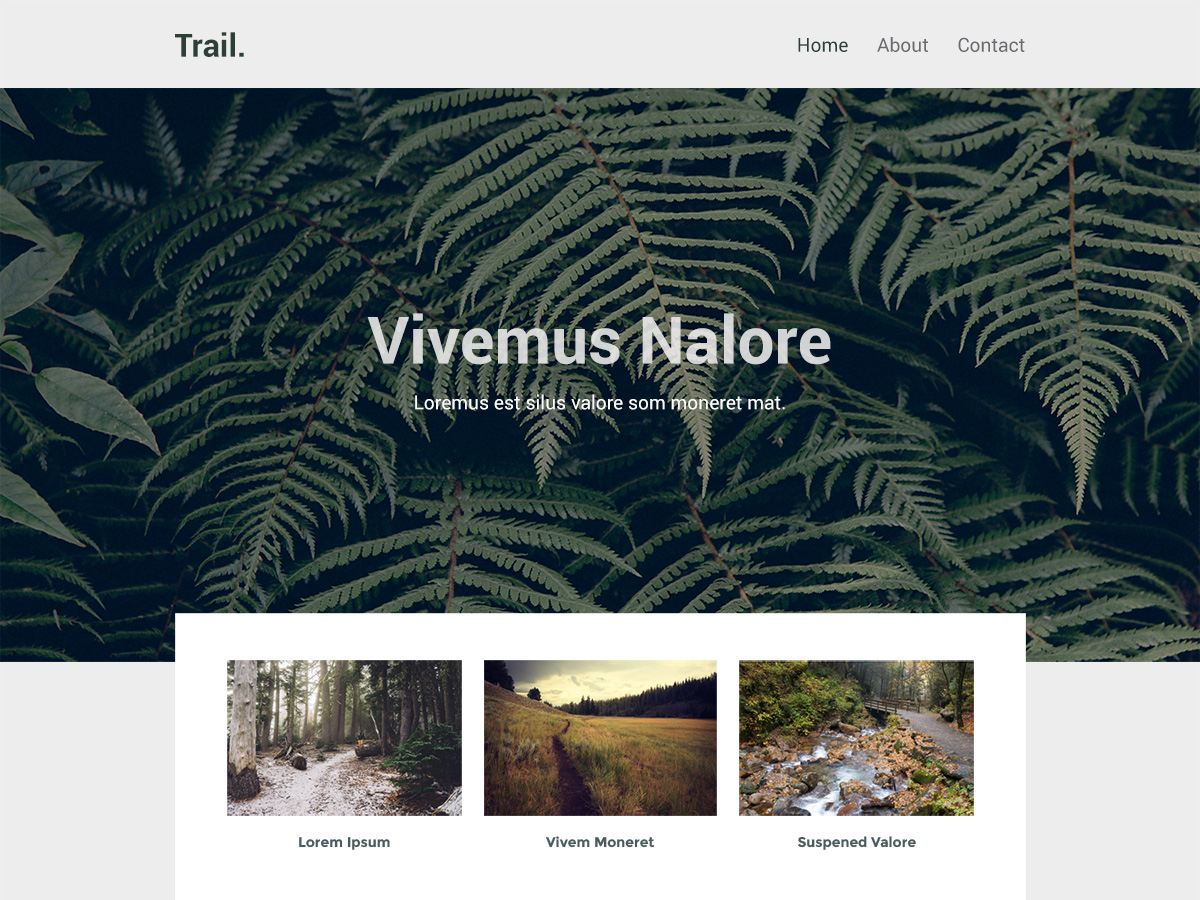 Trail.
Home About Contact
Vivemus Nalore
Loremus est silus valore som moneret mat.
Lorem Ipsum
Vivem Moneret
Suspened Valore